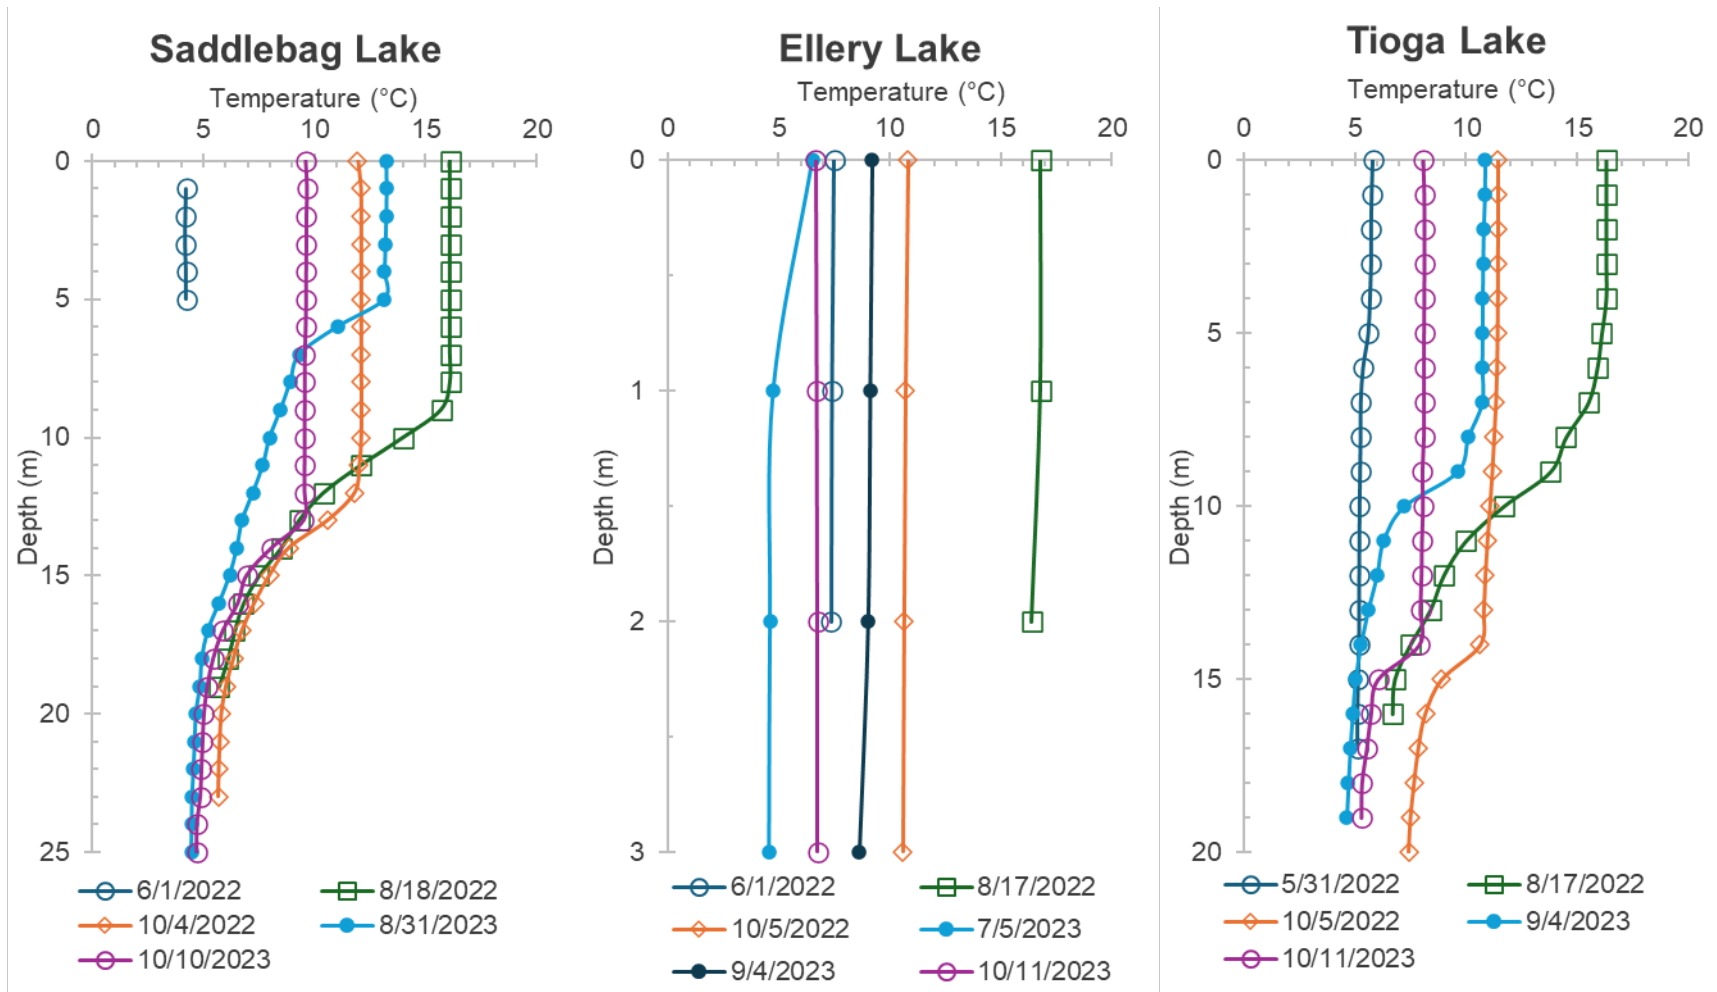 Saddlebag Lake
Temperature (°C)
0 5 10 15 20
0
5
10
15
20
25
Depth (m)
6/1/2022 8/18/2022
10/4/2022 8/31/2023
10/10/2023
Ellery Lake
Temperature (°C)
0 5 10 15 20
0
1
2
3
Depth (m)
6/1/2022 8/17/2022
10/5/2022 7/5/2023
9/4/2023 10/11/2023
Tioga Lake
Temperature (°C)
0 5 10 15 20
0
5
10
15
20
Depth (m)
5/31/2022 8/17/2022
10/5/2022 9/4/2023
10/11/2023